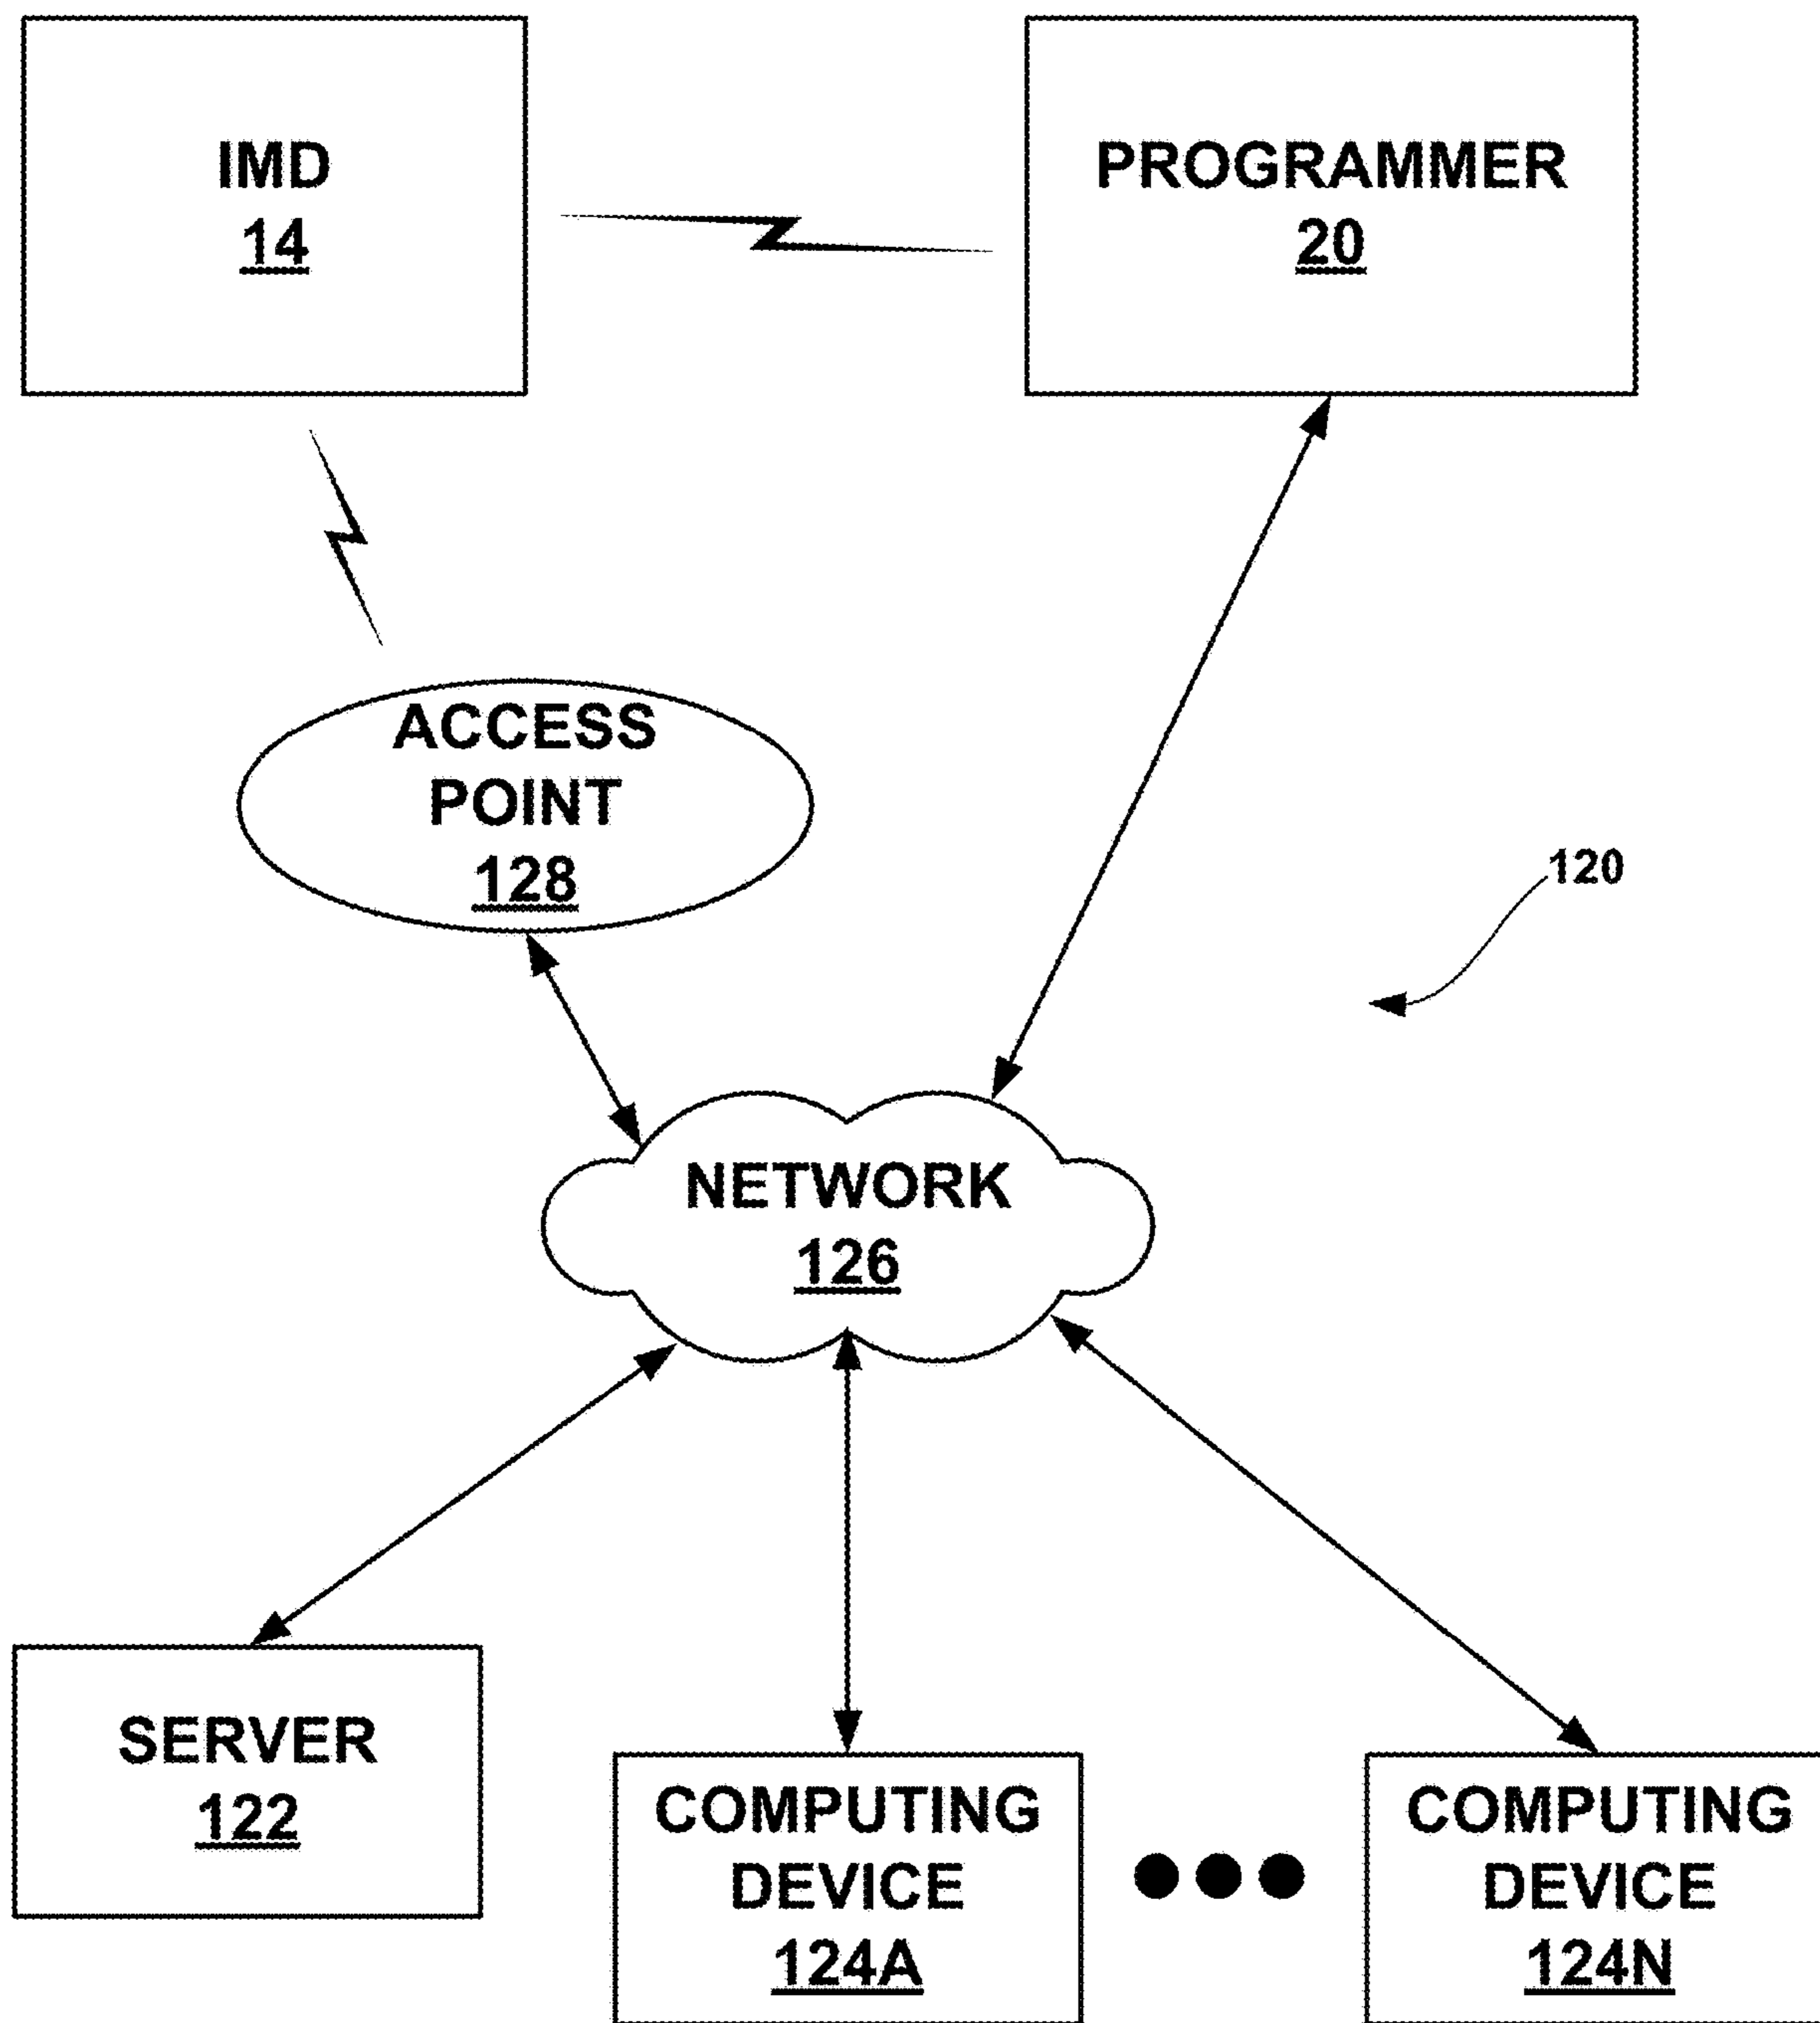 IMD
14
PROGRAMMER
20
ACCESS
POINT
128
120
NETWORK
126
SERVER
122
COMPUTING
DEVICE
124A
COMPUTING
DEVICE
124N